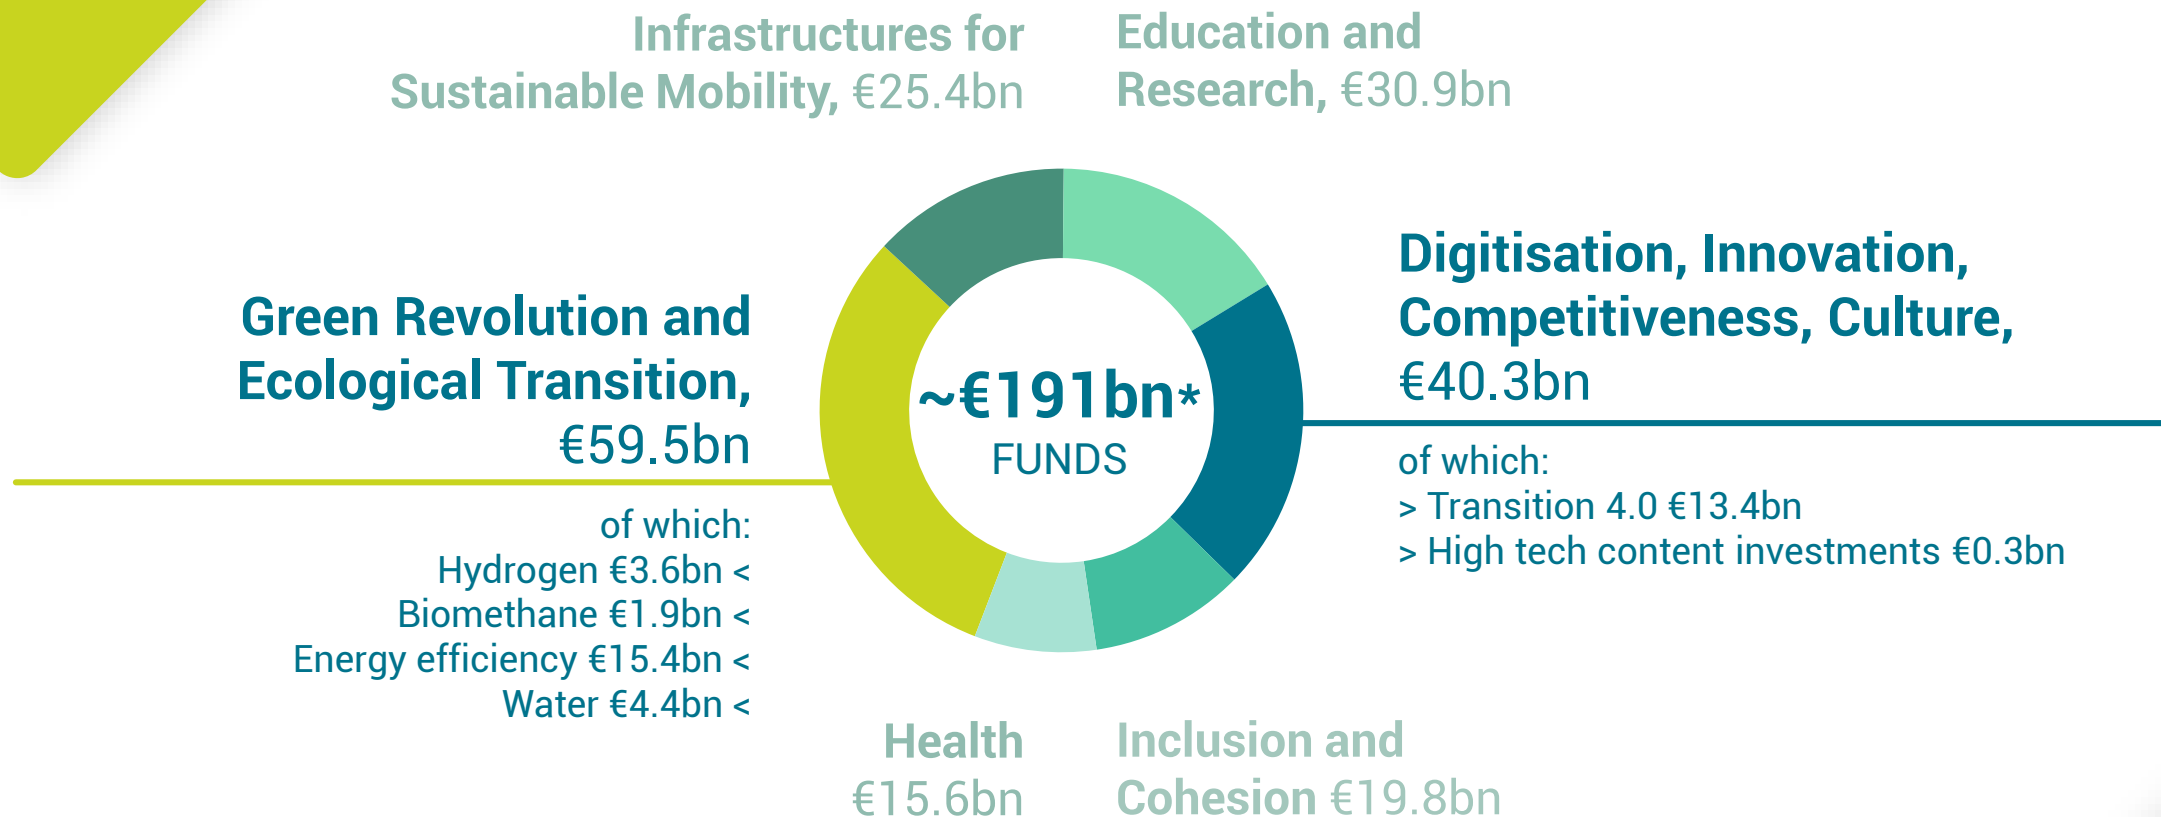 Infrastructures for
Sustainable Mobility, €25.4bn
Education and
Research, €30.9bn
Green Revolution and
Ecological Transition,
€59.5bn
of which:
Hydrogen €3.6bn <
Biomethane €1.9bn <
Energy efficiency €15.4bn <
Water €4.4bn <
~€191bn*
FUNDS
Digitisation, Innovation,
Competitiveness, Culture,
€40.3bn
of which:
> Transition 4.0 €13.4bn
> High tech content investments €0.3bn
Health
€15.6bn
Inclusion and
Cohesion €19.8bn